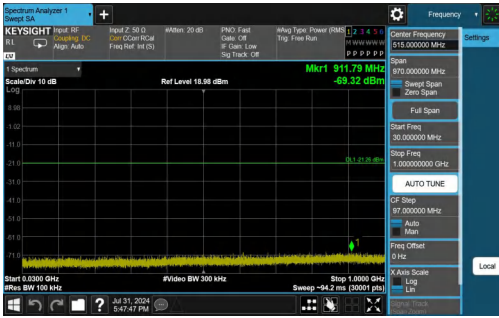 Spectrum Analyzer 1
Swept SA
+
Frequency
KEYSIGHT
Input: RF
Input Z: 50 Ω
#Atten: 20 dB
PNO: Fast
#Avg Type: Power (RMS)
1 2 3 4 5 6
RL
Coupling: DC
Corr CCorr RCal
Gate: Off
Trig: Free Run
M W W W W W
Align: Auto
Freq Ref: Int (S)
IF Gain: Low
Sig Track: Off
P P P P P P
1 Spectrum
Mkr1 911.79 MHz
Scale/Div 10 dB
Ref Level 18.98 dBm
-69.32 dBm
Log
8.98
-1.02
-11.0
-21.0
DL1 -21.25 dBm
-31.0
-41.0
-51.0
-61.0
1
-71.0
Start 0.0300 GHz
#Video BW 300 kHz
Stop 1.0000 GHz
#Res BW 100 kHz
Sweep ~94.2 ms (30001 pts)
Jul 31, 2024
5:47:47 PM
?
Center Frequency
515.000000 MHz
Settings
Span
970.000000 MHz
Swept Span
Zero Span
Full Span
Start Freq
30.000000 MHz
Stop Freq
1.000000000 GHz
AUTO TUNE
CF Step
97.000000 MHz
Auto
Man
Freq Offset
0 Hz
X Axis Scale
Log
Lin
Local
Signal Track